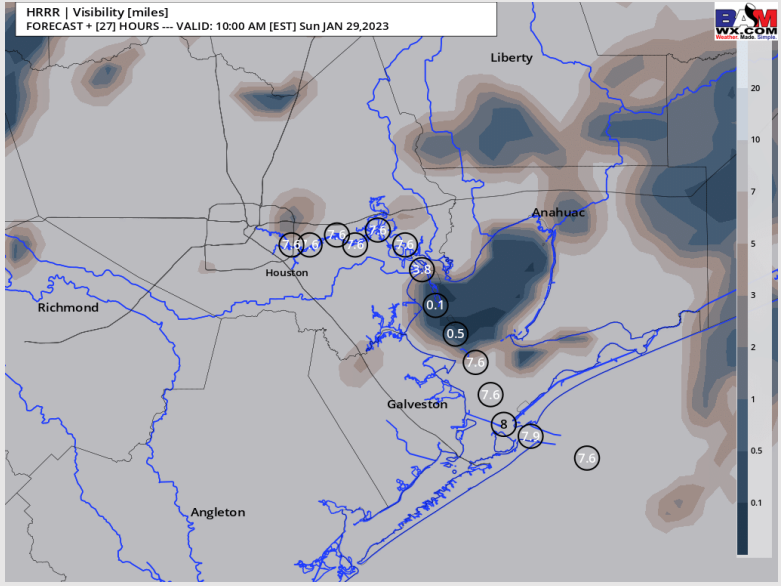 HRRR | Visibility [miles]
FORECAST + [27] HOURS --- VALID: 10:00 AM [EST] Sun JAN 29,2023
BAM
WX.COM
Weather. Made. Simple.
Liberty
20
10
7
Anahuac
7.6
7.6
7.6
7.6
7.6
5
3.8
Houston
Richmond
0.1
3
0.5
2
7.6
7.6
1
Galveston
8
7.9
0.5
7.6
0.1
Angleton